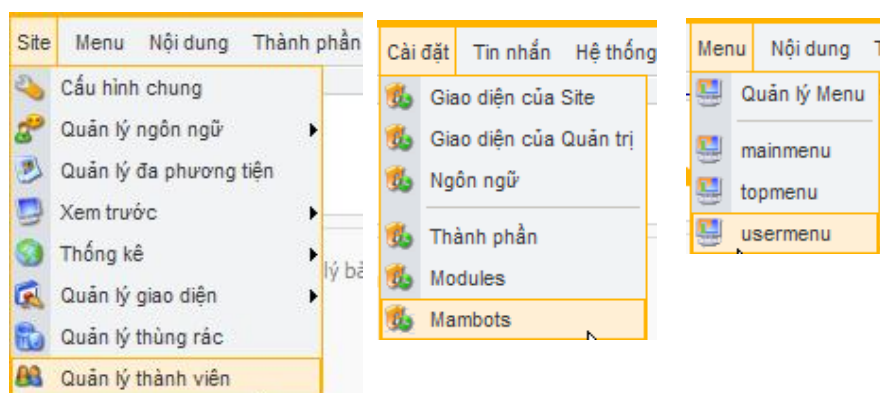 Site Menu Nội dung Thành phần
Cấu hình chung
Quản lý ngôn ngữ
Quản lý đa phương tiện
Xem trước
Thống kê
Quản lý giao diện
Quản lý thùng rác
Quản lý thành viên
lý bà
Cài đặt Tin nhắn Hệ thống
Giao diện của Site
Giao diện của Quản trị
Ngôn ngữ
Thành phần
Modules
Mambots
Menu Nội dung
Quản lý Menu
mainmenu
topmenu
usermenu